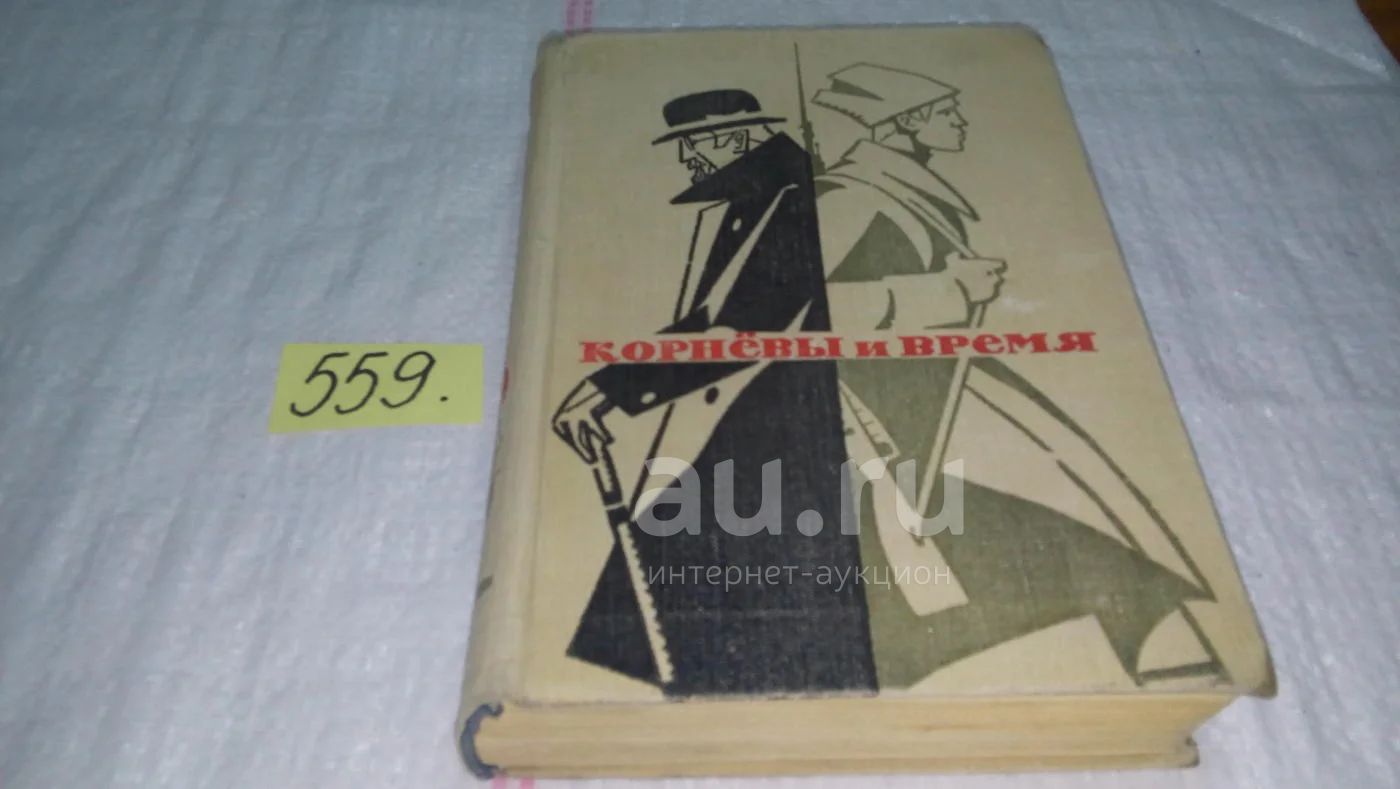 КОРНЁВЫ И ВРЕМЯ
559.
au.ru
интернет-аукцион